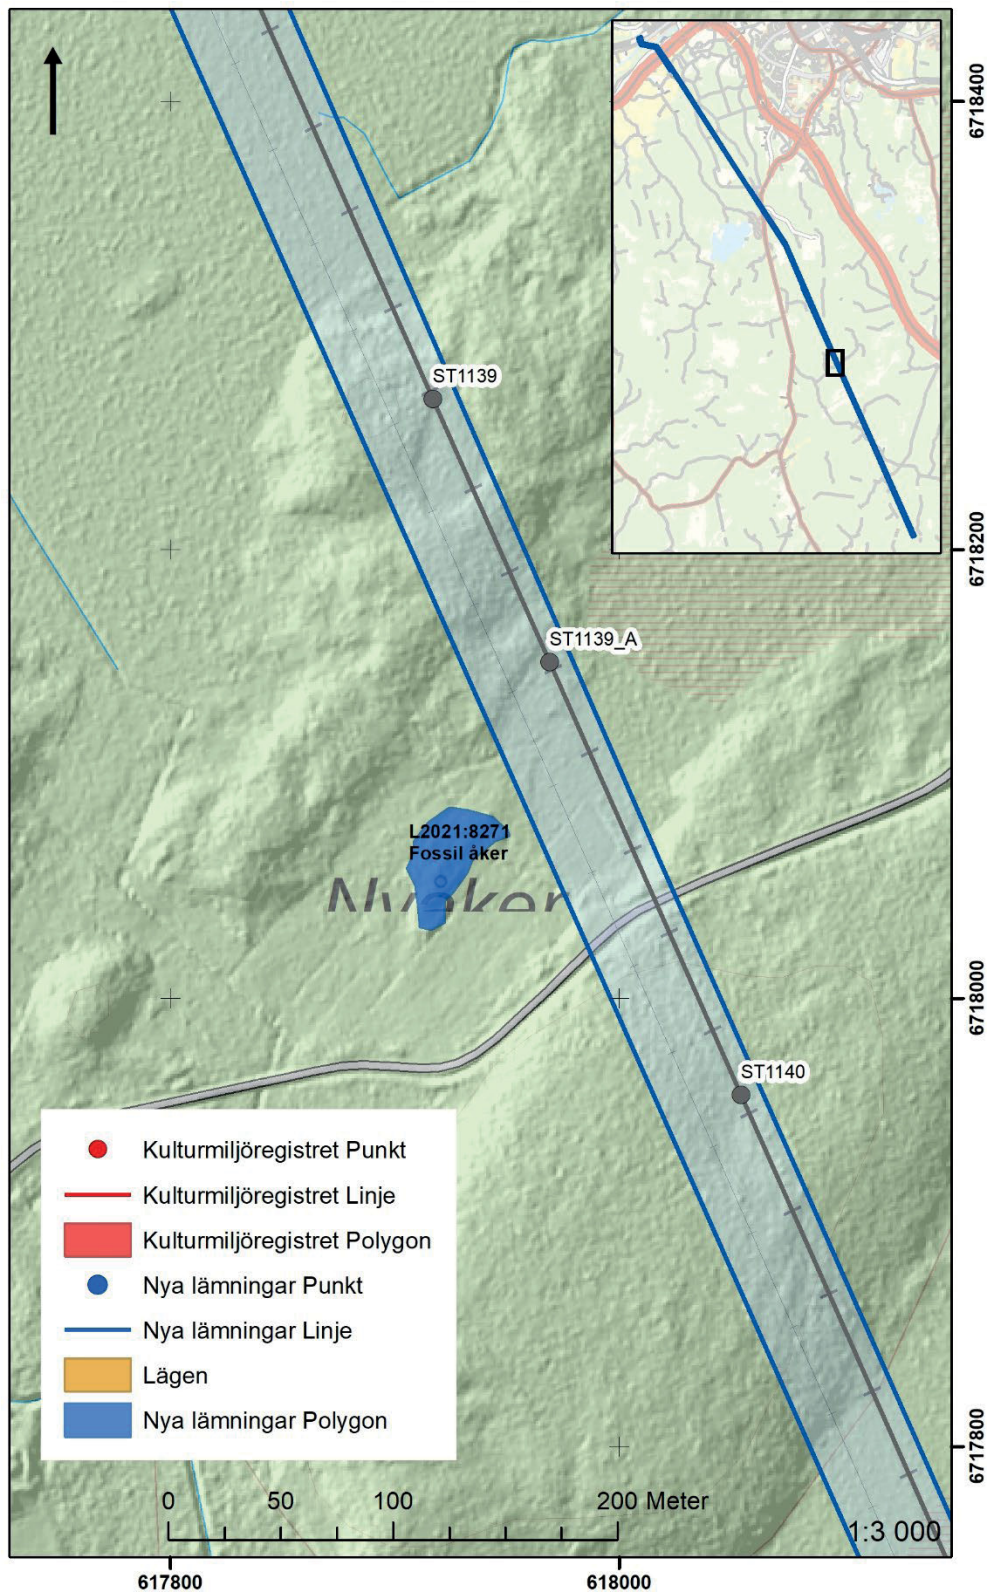 6718400
ST1139
6718200
ST1139_A
L2021:8271
Fossil åker
Nyåker
6718000
ST1140
Kulturmiljöregistret Punkt
Kulturmiljöregistret Linje
Kulturmiljöregistret Polygon
Nya lämningar Punkt
Nya lämningar Linje
Lägen
Nya lämningar Polygon
6717800
0 50 100 200 Meter
1:3 000
617800 618000